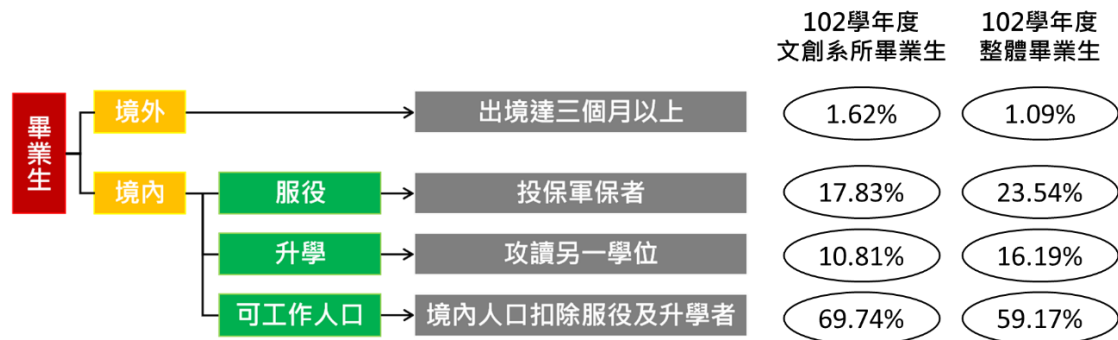 102學年度
文創系所畢業生
102學年度
整體畢業生
畢業生
境外
出境達三個月以上
1.62%
1.09%
境內
服役
投保軍保者
17.83%
23.54%
升學
攻讀另一學位
10.81%
16.19%
可工作人口
境內人口扣除服役及升學者
69.74%
59.17%